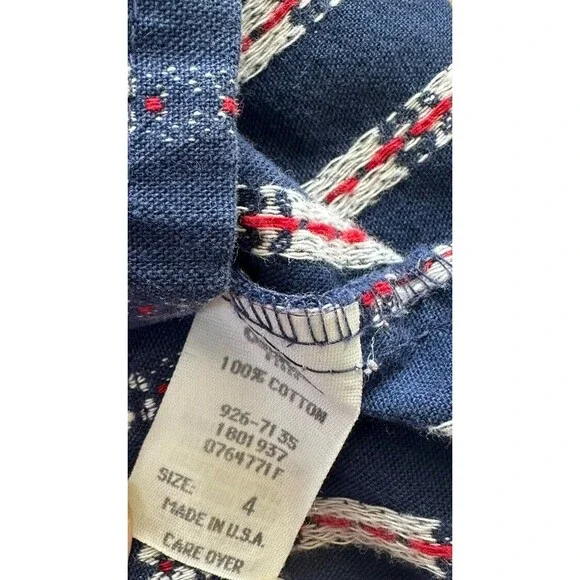 100% COTTON
926-7135
1801937
0764771F
SIZE: 4
MADE IN U.S.A.
CARE OVER